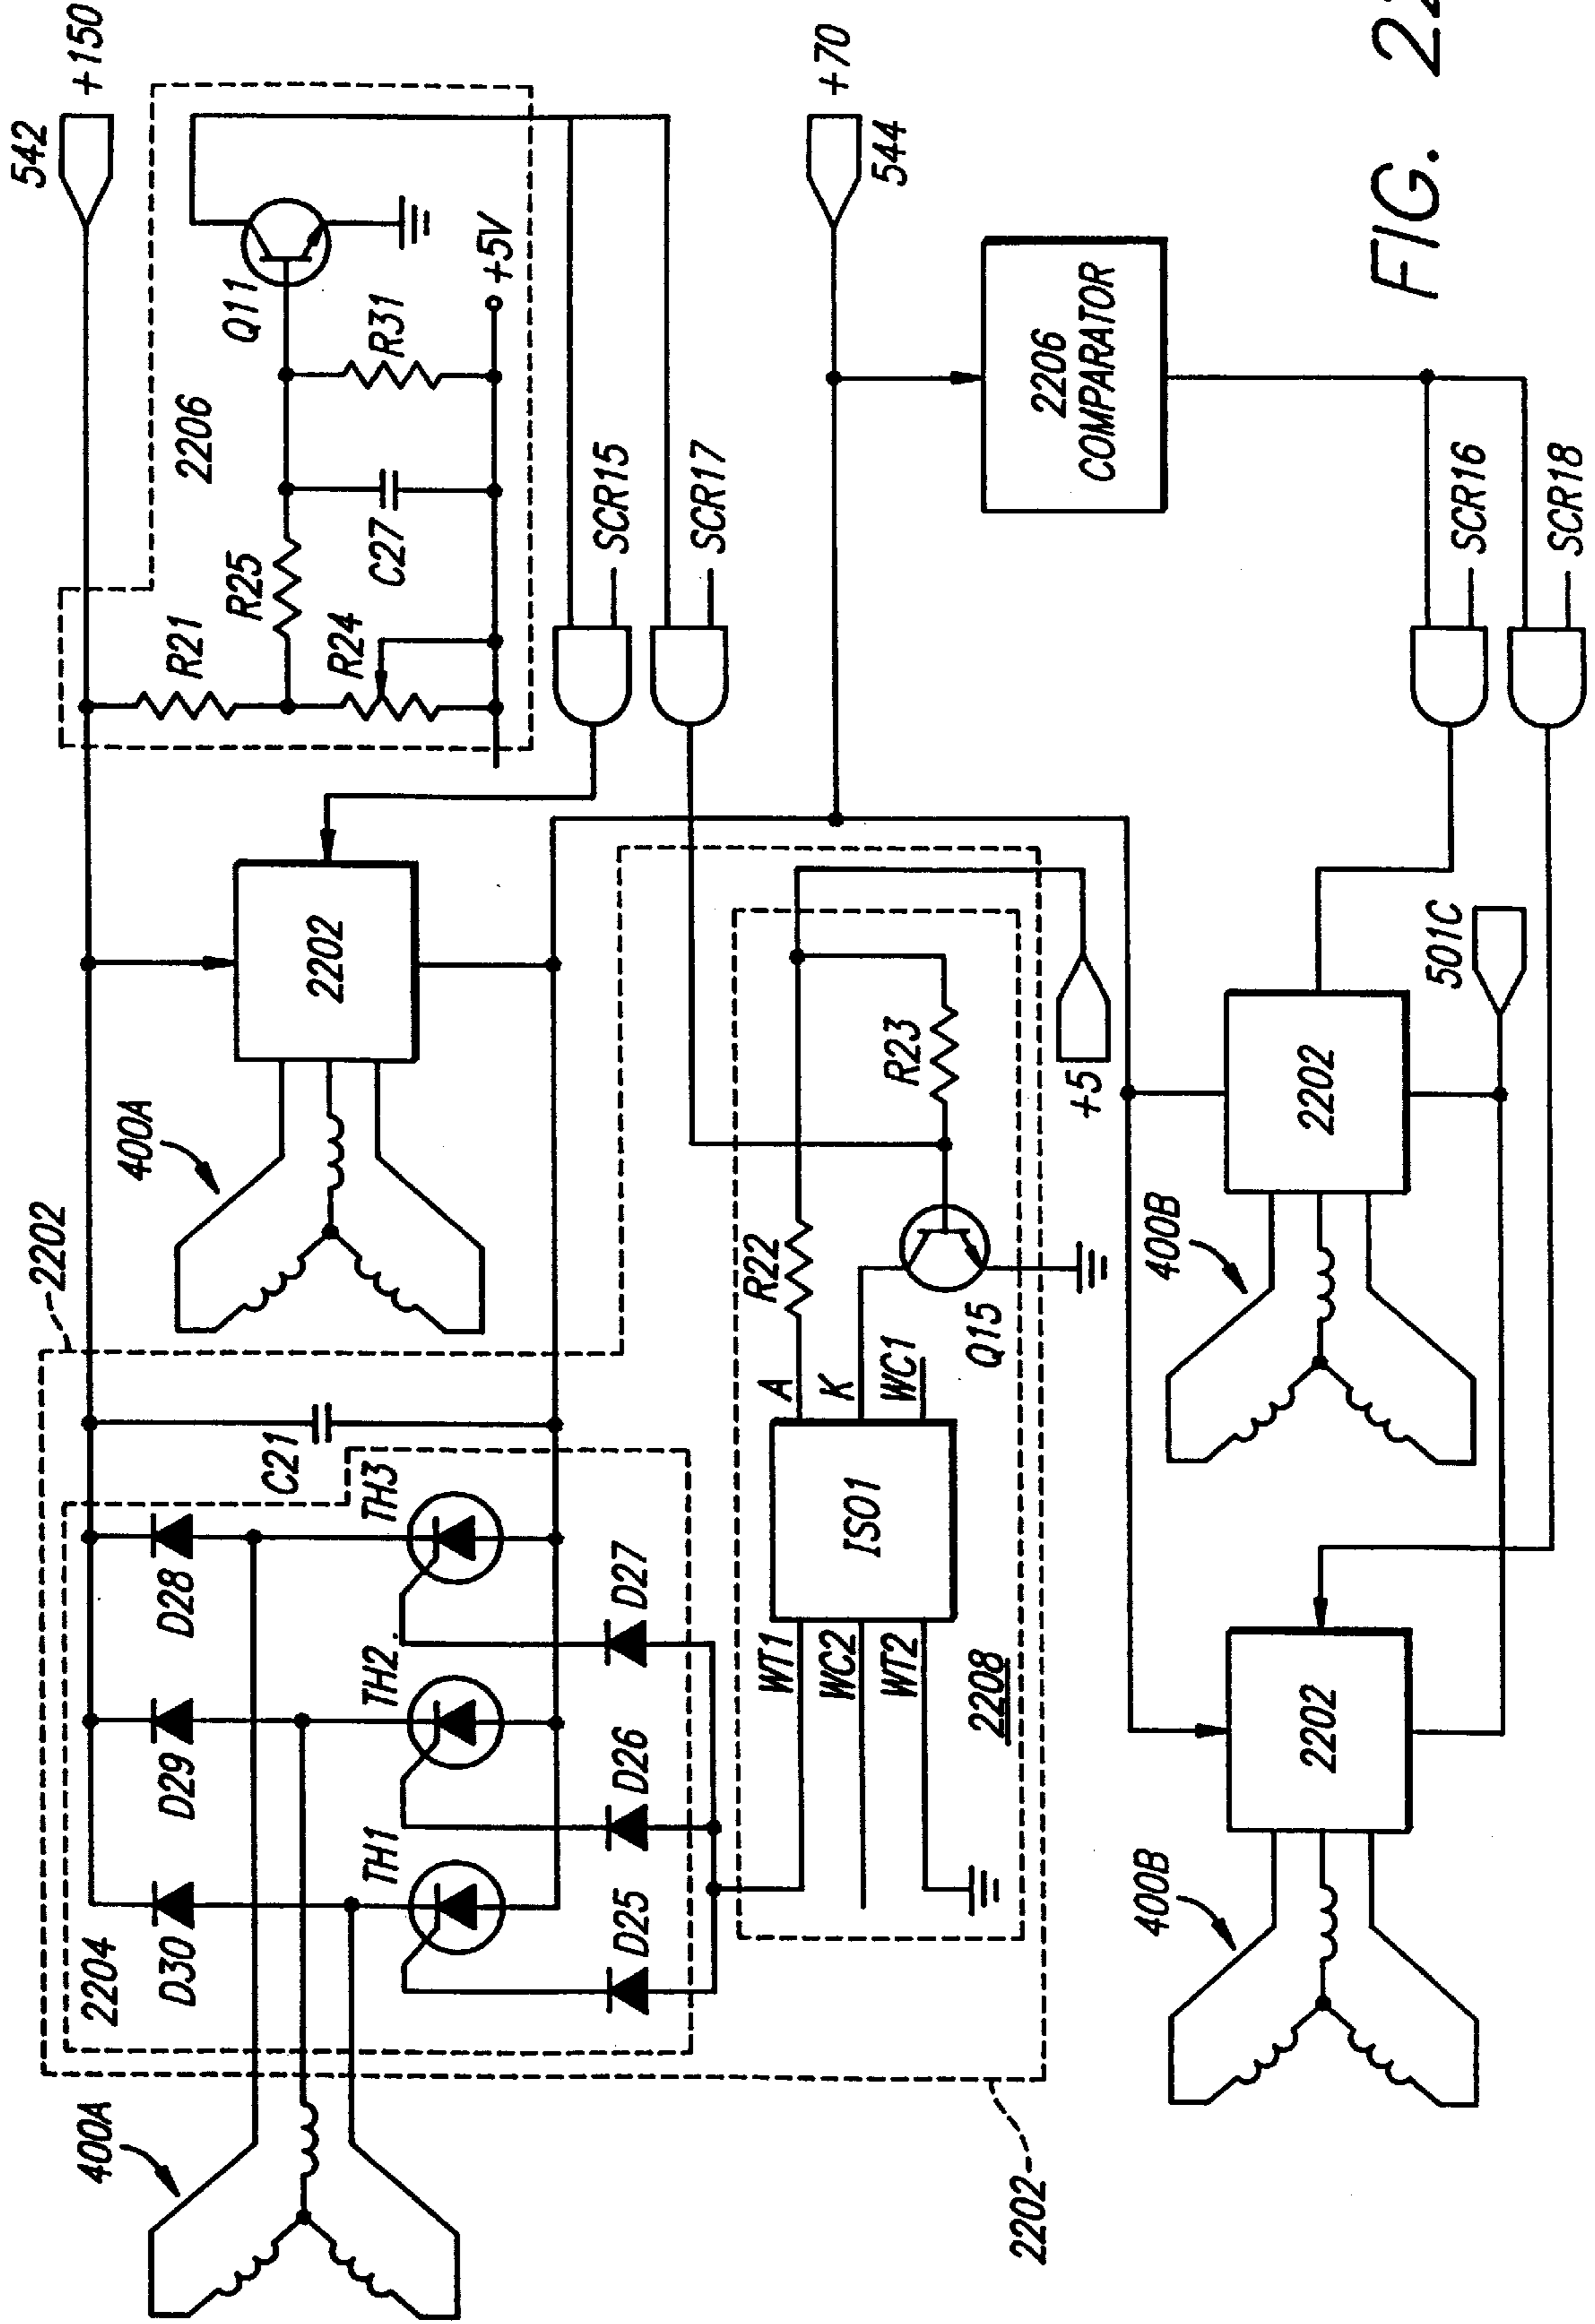 542
+150
2202
400A
2204
D30
D29
D28
C21
TH1
TH2
TH3
D25
D26
D27
400A
2202
R21
R24
R25
C27
2206
Q11
R31
+5V
SCR15
SCR17
WT1
WC2
WT2
ISO1
A
K
WC1
R22
Q15
R23
2208
+5
2202
544
+70
2206
COMPARATOR
400B
2202
400B
2202
501C
SCR16
SCR18
FIG. 22